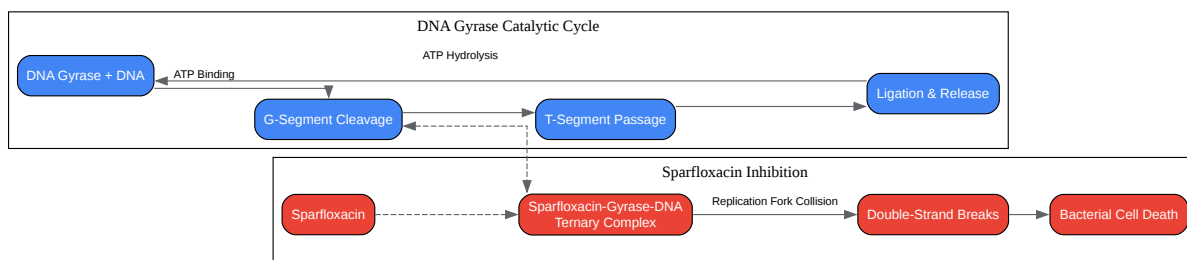 DNA Gyrase Catalytic Cycle
ATP Hydrolysis
DNA Gyrase + DNA
ATP Binding
Ligation & Release
G-Segment Cleavage
T-Segment Passage
Sparfloxacin Inhibition
Sparfloxacin
Sparfloxacin-Gyrase-DNA
Ternary Complex
Replication Fork Collision
Double-Strand Breaks
Bacterial Cell Death